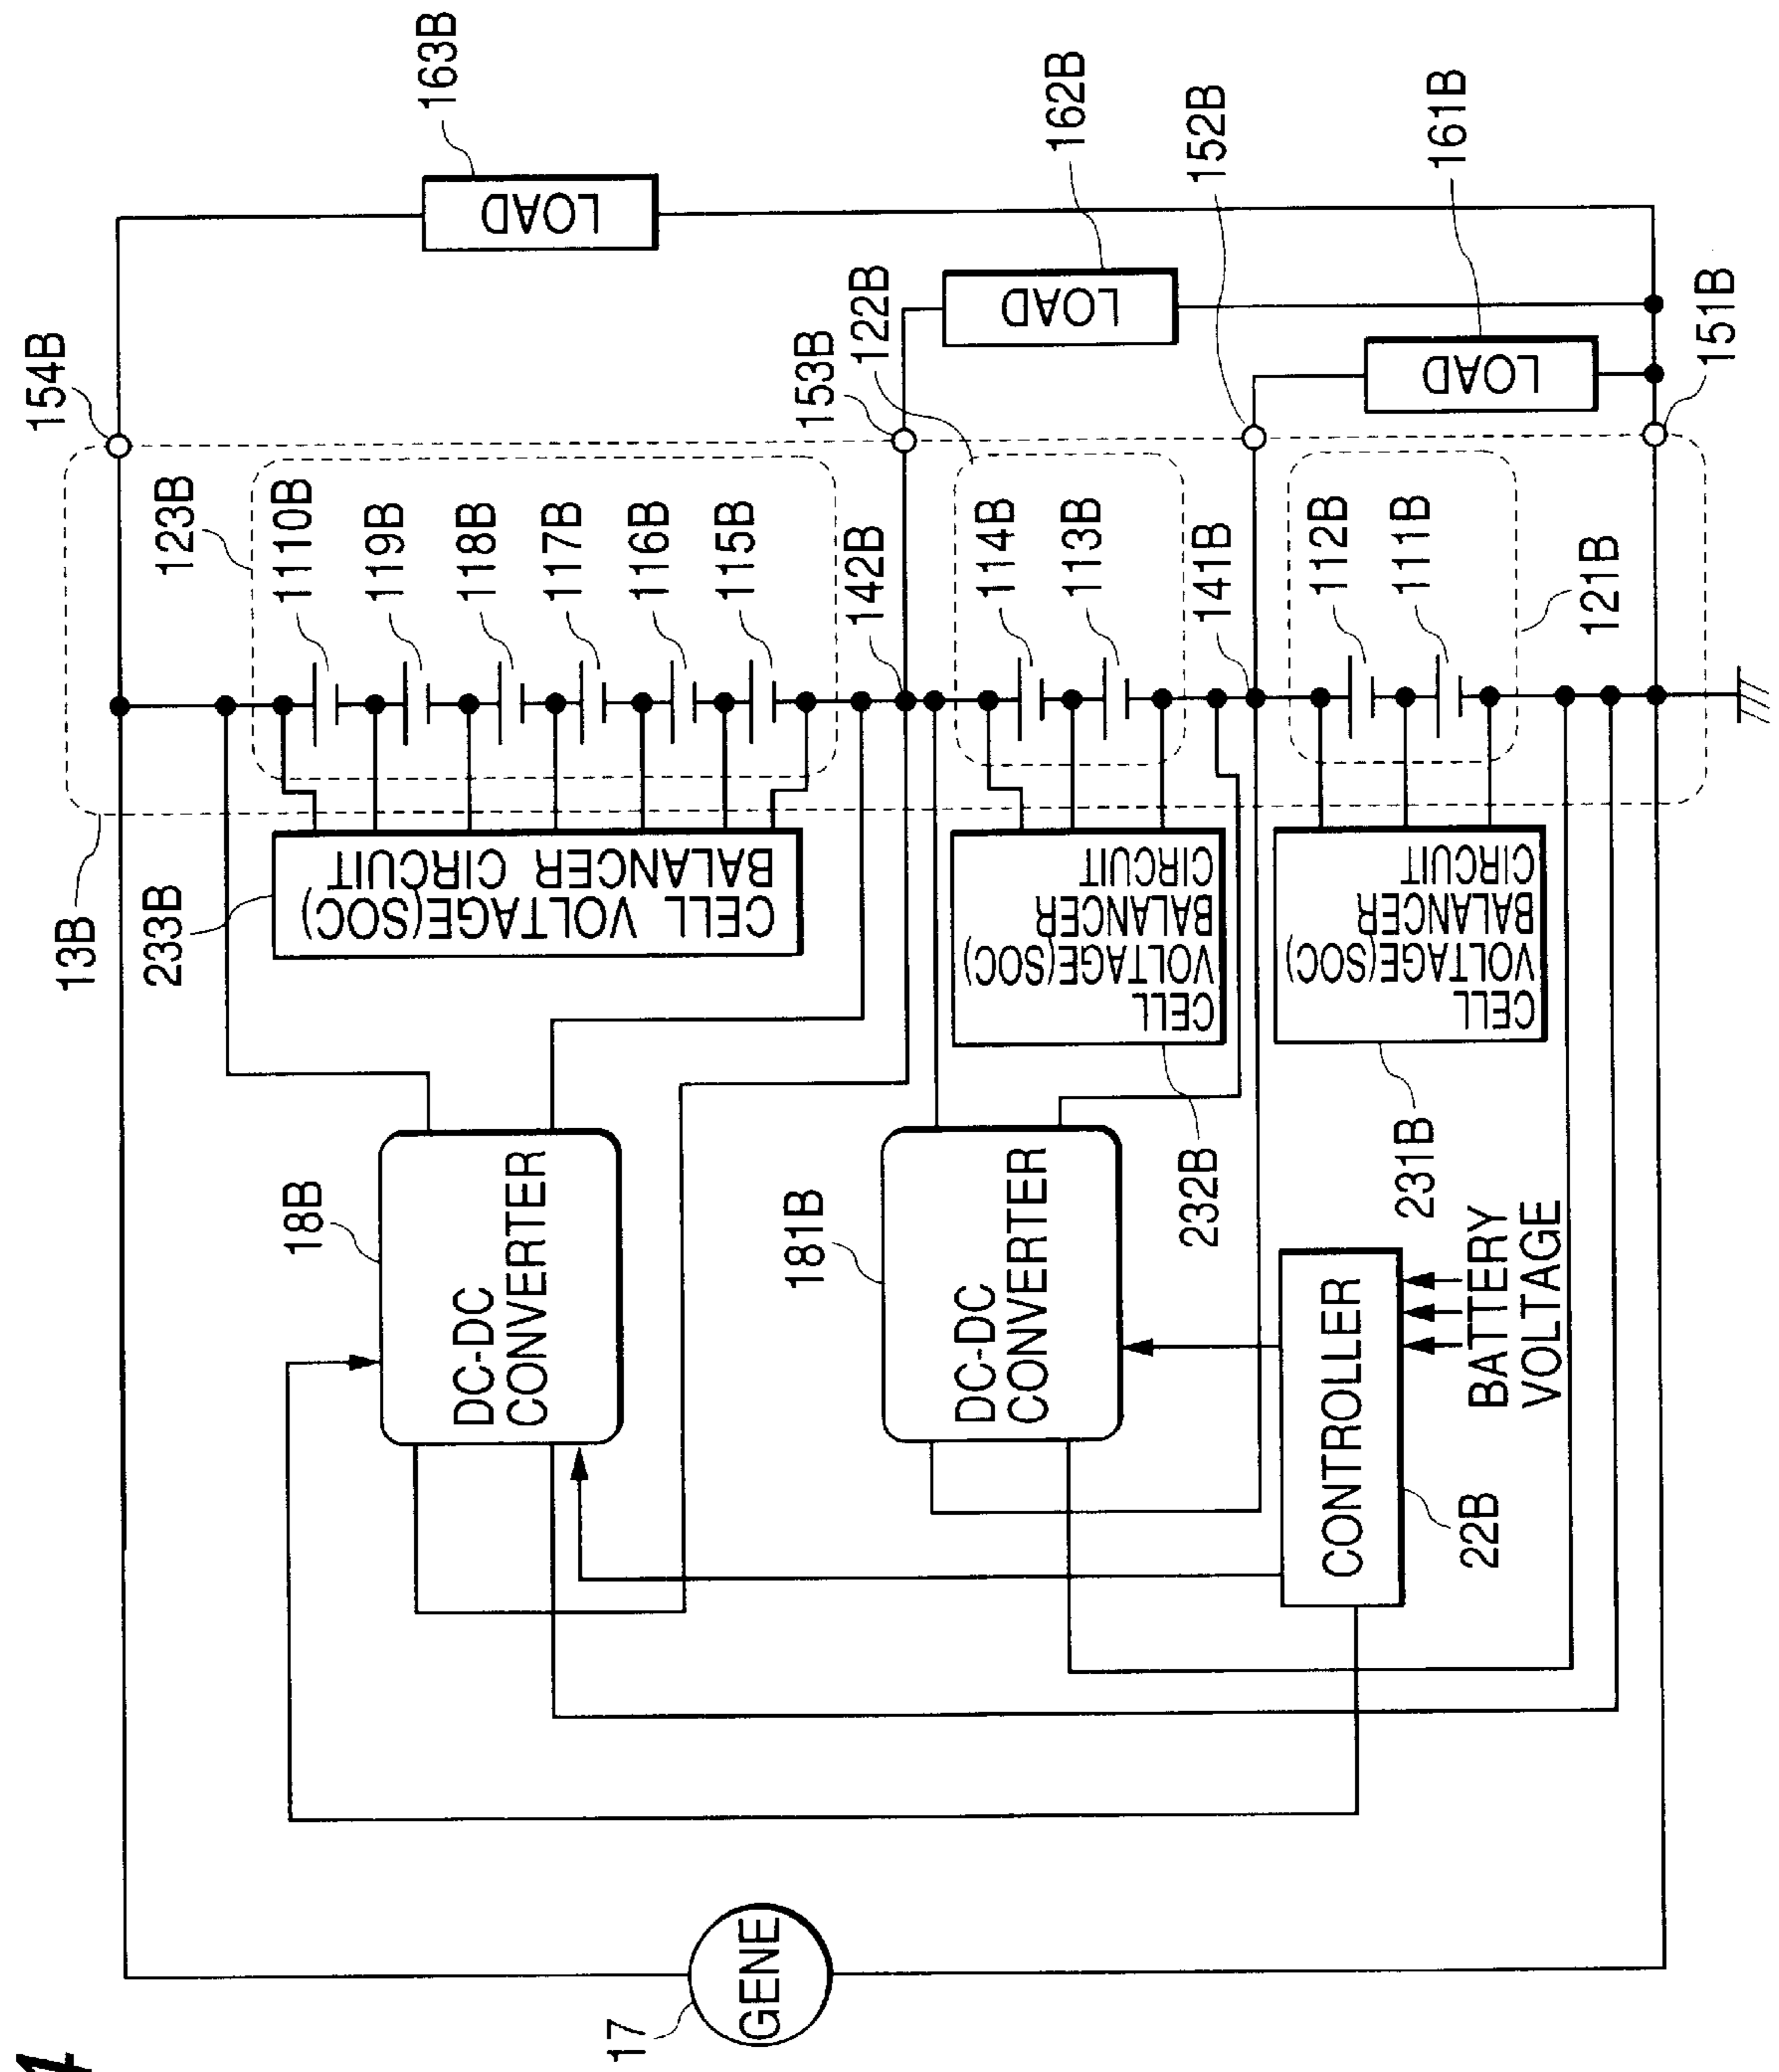 4
154B
163B
13B
123B
1110B
119B
118B
117B
116B
115B
142B
153B
122B
162B
114B
113B
141B
152B
112B
111B
161B
121B
151B
LOAD
LOAD
LOAD
233B
CELL VOLTAGE(SOC)
BALANCER CIRCUIT
CELL
VOLTAGE(SOC)
BALANCER
CIRCUIT
232B
CELL
VOLTAGE(SOC)
BALANCER
CIRCUIT
231B
18B
DC-DC
CONVERTER
181B
DC-DC
CONVERTER
CONTROLLER
22B
BATTERY
VOLTAGE
17
GENE